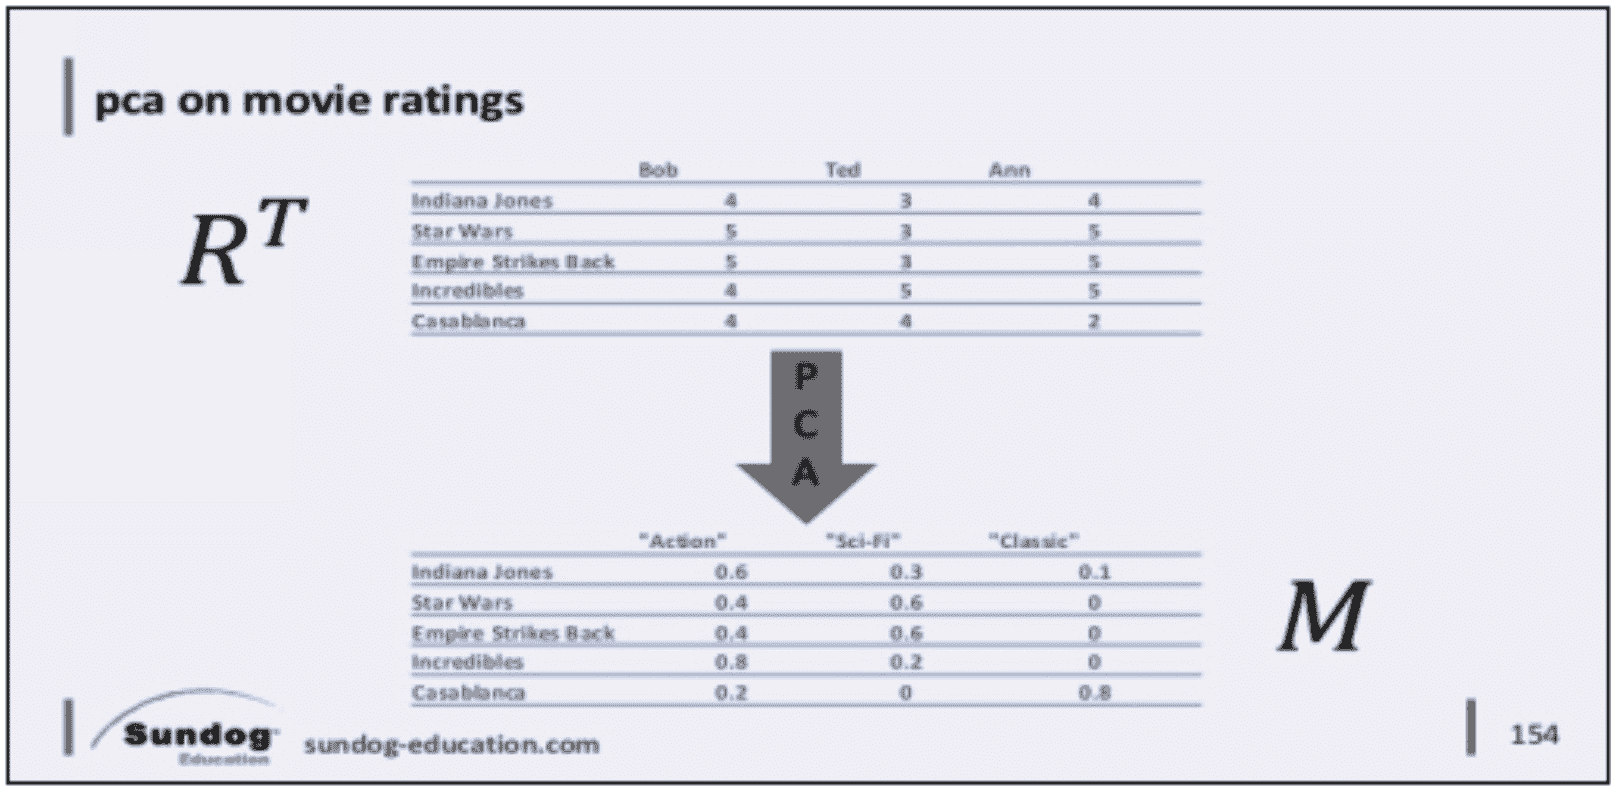 pca on movie ratings
R^T
Bob Ted Ann
Indiana Jones 4 3 4
Star Wars 5 3 5
Empire Strikes Back 5 3 5
Incredibles 4 5 5
Casablanca 4 4 2
P
C
A
"Action" "Sci-Fi" "Classic"
Indiana Jones 0.6 0.3 0.1
Star Wars 0.4 0.6 0
Empire Strikes Back 0.4 0.6 0
Incredibles 0.8 0.2 0
Casablanca 0.2 0 0.8
M
Sundog
Education
sundog-education.com
154